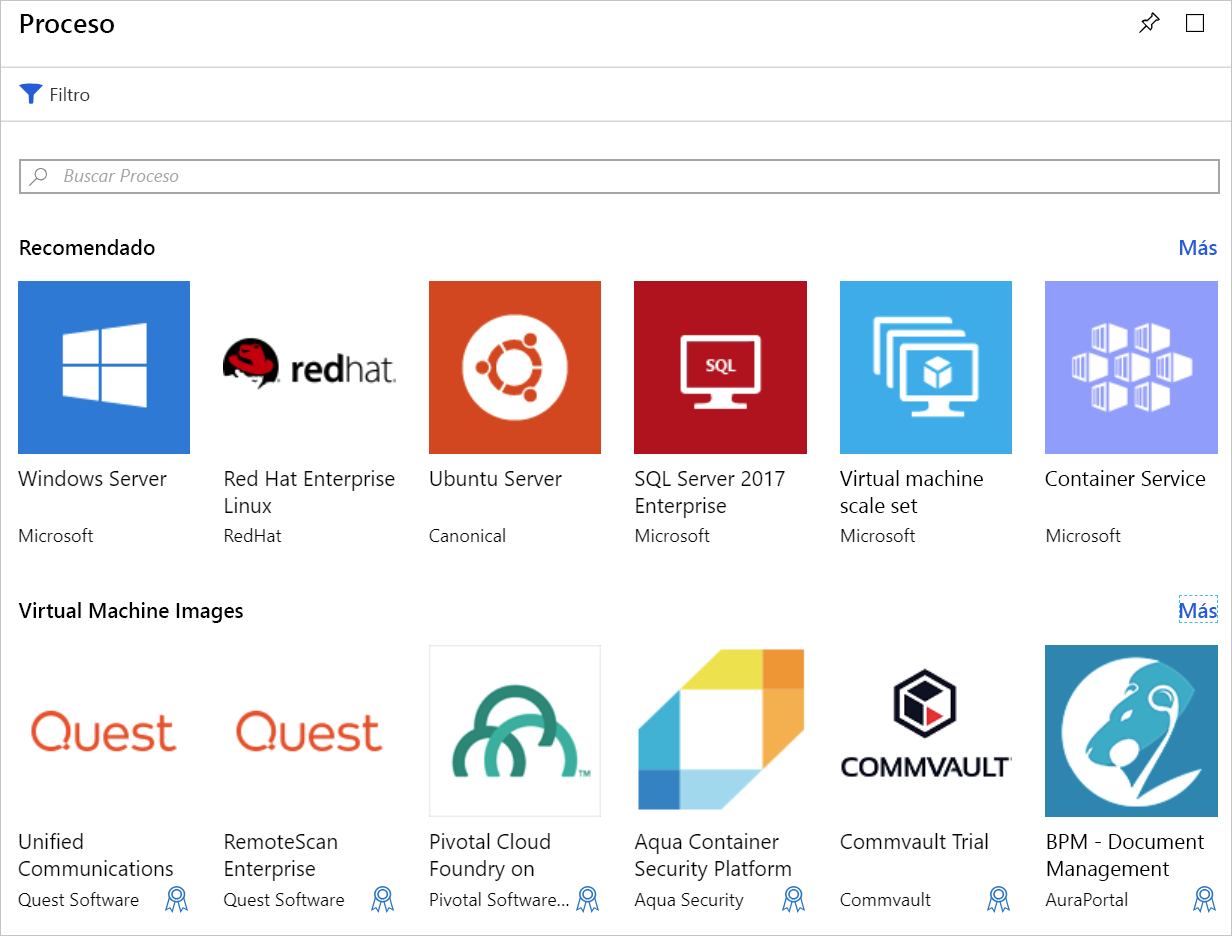 Proceso
Filtro
Buscar Proceso
Recomendado
Más
redhat.
SQL
Windows Server
Microsoft
Red Hat Enterprise
Linux
RedHat
Ubuntu Server
Canonical
SQL Server 2017
Enterprise
Microsoft
Virtual machine
scale set
Microsoft
Container Service
Microsoft
Virtual Machine Images
Más
Quest
Quest
TM
COMMVAULT
Unified
Communications
Quest Software
RemoteScan
Enterprise
Quest Software
Pivotal Cloud
Foundry on
Pivotal Software...
Aqua Container
Security Platform
Aqua Security
Commvault Trial
Commvault
BPM - Document
Management
AuraPortal